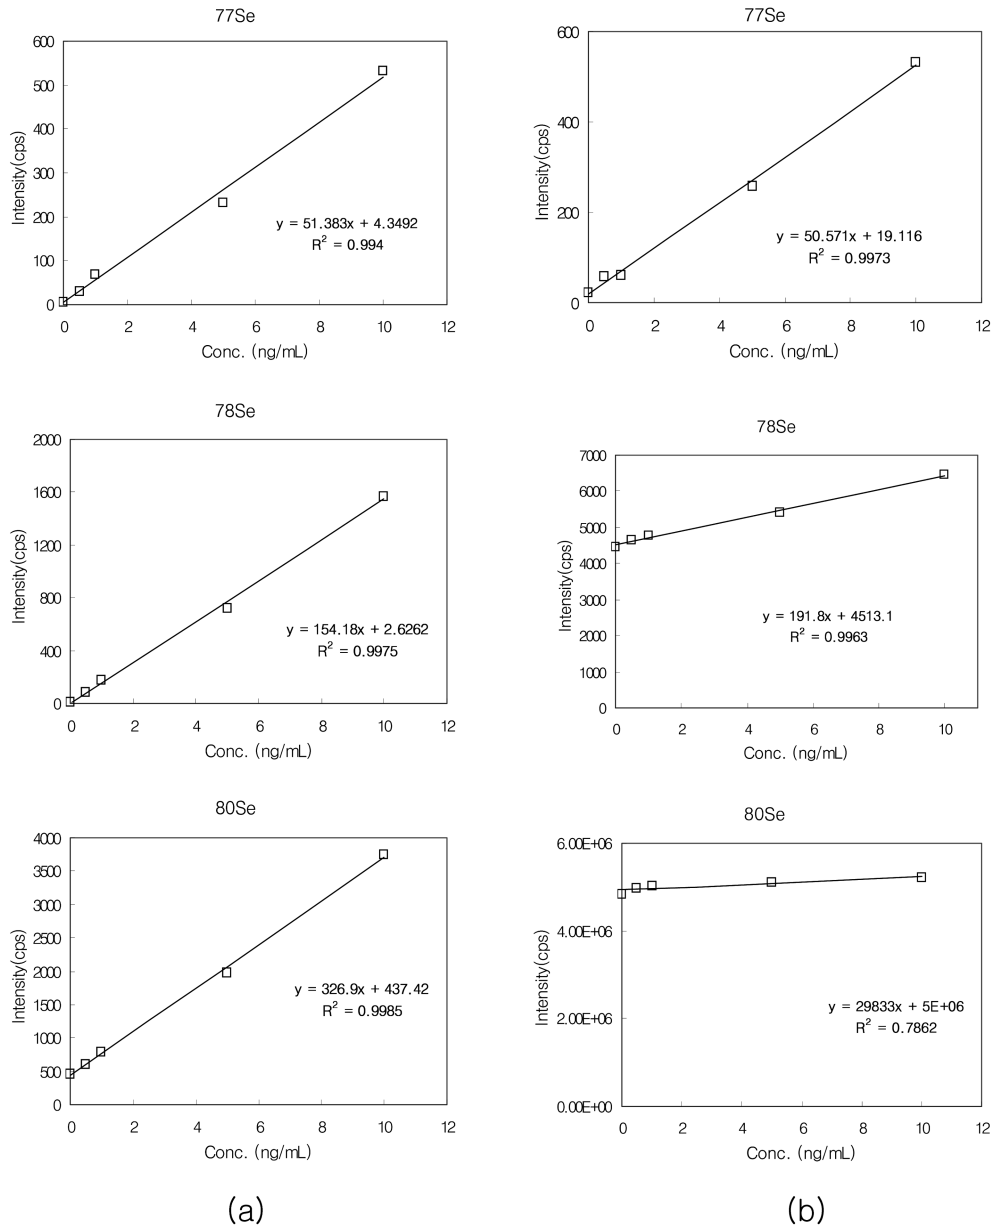 77Se
600
500
400
300
200
100
0
Intensity(cps)
y = 51.383x + 4.3492
R² = 0.994
0 2 4 6 8 10 12
Conc. (ng/mL)
77Se
600
400
200
0
Intensity(cps)
y = 50.571x + 19.116
R² = 0.9973
0 2 4 6 8 10 12
Conc. (ng/mL)
78Se
2000
1600
1200
800
400
0
Intensity(cps)
y = 154.18x + 2.6262
R² = 0.9975
0 2 4 6 8 10 12
Conc. (ng/mL)
78Se
7000
6000
5000
4000
3000
2000
1000
0
Intensity(cps)
y = 191.8x + 4513.1
R² = 0.9963
0 2 4 6 8 10
Conc. (ng/mL)
80Se
4000
3500
3000
2500
2000
1500
1000
500
0
Intensity(cps)
y = 326.9x + 437.42
R² = 0.9985
0 2 4 6 8 10 12
Conc. (ng/mL)
80Se
6.00E+06
4.00E+06
2.00E+06
0.00E+00
Intensity(cps)
y = 29833x + 5E+06
R² = 0.7862
0 2 4 6 8 10 12
Conc. (ng/mL)
(a)
(b)